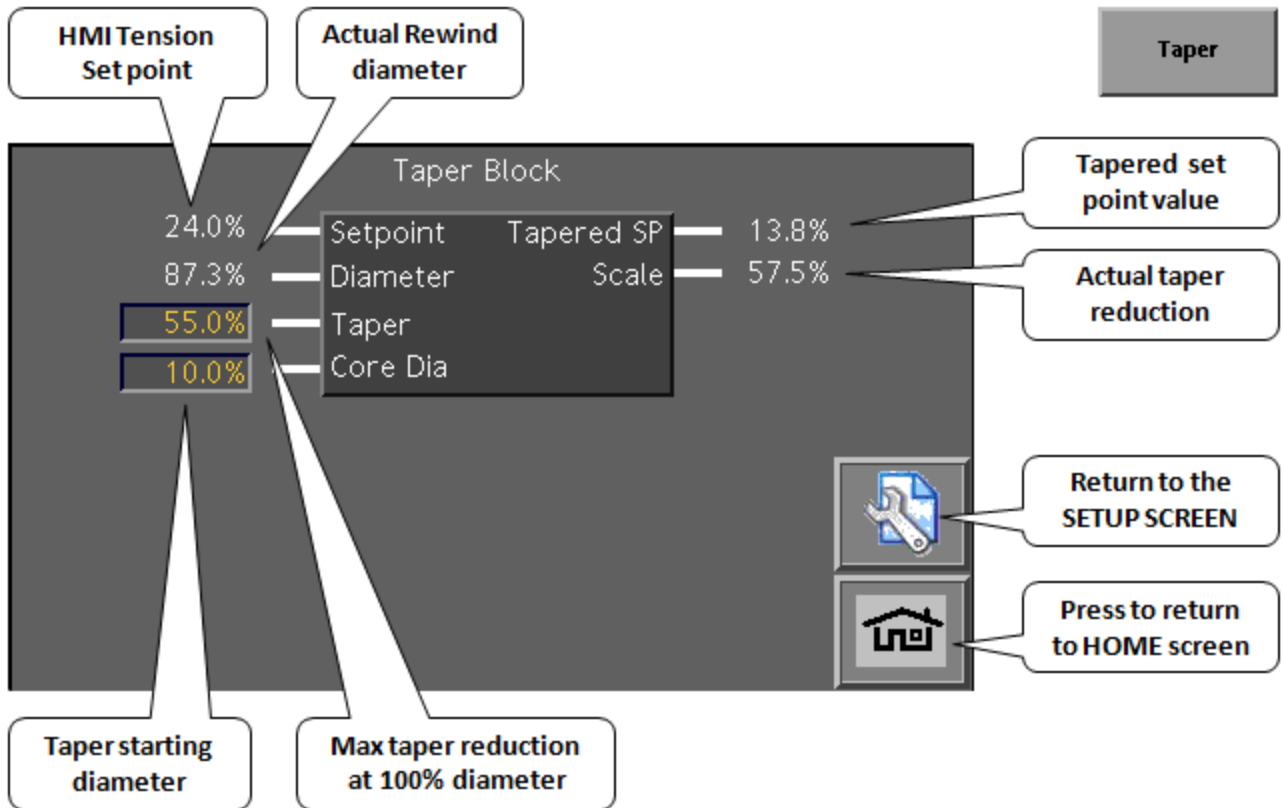 HMI Tension
Set point
Actual Rewind
diameter
Taper
Taper Block
24.0%
Setpoint
Tapered SP
13.8%
87.3%
Diameter
Scale
57.5%
55.0%
Taper
10.0%
Core Dia
Tapered set
point value
Actual taper
reduction
Return to the
SETUP SCREEN
Press to return
to HOME screen
Taper starting
diameter
Max taper reduction
at 100% diameter